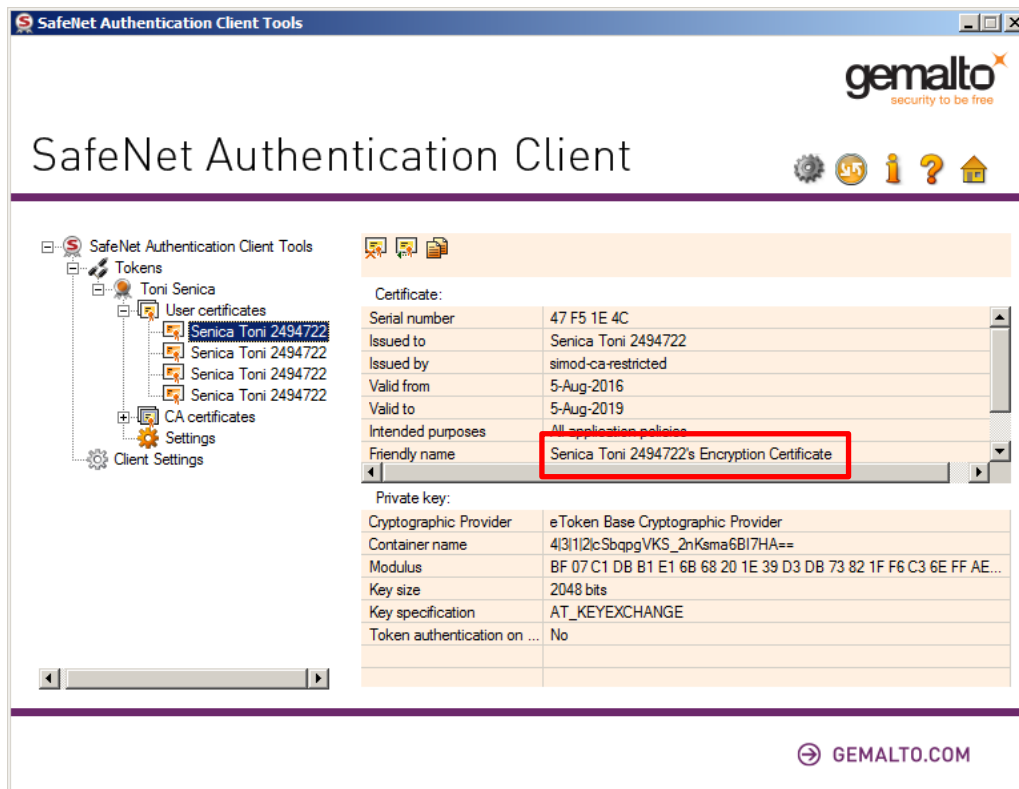 SafeNet Authentication Client Tools
gemalto
security to be free
SafeNet Authentication Client
SafeNet Authentication Client Tools
Tokens
Toni Senica
User certificates
Senica Toni 2494722
Senica Toni 2494722
Senica Toni 2494722
Senica Toni 2494722
CA certificates
Settings
Client Settings
Certificate:
Serial number 47 F5 1E 4C
Issued to Senica Toni 2494722
Issued by simod-ca-restricted
Valid from 5-Aug-2016
Valid to 5-Aug-2019
Intended purposes All application policies
Friendly name Senica Toni 2494722's Encryption Certificate
Private key:
Cryptographic Provider eToken Base Cryptographic Provider
Container name 4|3|1|2|cSbqpgVKS_2nKsma6BI7HA==
Modulus BF 07 C1 DB B1 E1 6B 68 20 1E 39 D3 DB 73 82 1F F6 C3 6E FF AE...
Key size 2048 bits
Key specification AT_KEYEXCHANGE
Token authentication on ... No
GEMALTO.COM